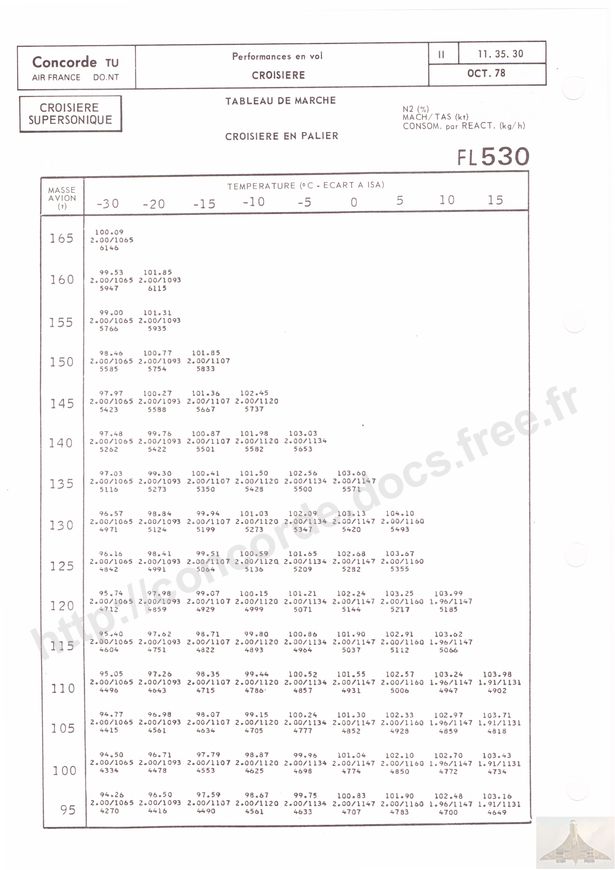 Concorde TU
AIR FRANCE DO.NT
Performances en vol
CROISIERE
II 11.35.30
OCT.78
CROISIERE
SUPERSONIQUE
TABLEAU DE MARCHE
CROISIERE EN PALIER
N2 (%)
MACH/TAS (kt)
CONSOM. par REACT. (kg/h)
FL530
MASSE
AVION
(t)
TEMPERATURE (°C - ECART A ISA)
-30 -20 -15 -10 -5 0 5 10 15
100.09
165 2.00/1065
6146
99.53 101.85
160 2.00/1065 2.00/1093
5947 6115
99.00 101.31
155 2.00/1065 2.00/1093
5766 5935
98.46 100.77 101.85
150 2.00/1065 2.00/1093 2.00/1107
5585 5754 5833
97.97 100.27 101.36 102.45
145 2.00/1065 2.00/1093 2.00/1107 2.00/1120
5423 5588 5667 5737
97.48 99.76 100.87 101.98 103.03
140 2.00/1065 2.00/1093 2.00/1107 2.00/1120 2.00/1134
5262 5422 5501 5582 5653
97.03 99.30 100.41 101.50 102.56 103.60
135 2.00/1065 2.00/1093 2.00/1107 2.00/1120 2.00/1134 2.00/1147
5116 5273 5350 5428 5500 5571
96.57 98.84 99.94 101.03 102.09 103.13 104.10
130 2.00/1065 2.00/1093 2.00/1107 2.00/1120 2.00/1134 2.00/1147 2.00/1160
4971 5124 5199 5273 5347 5420 5493
96.16 98.41 99.51 100.59 101.65 102.68 103.67
125 2.00/1065 2.00/1093 2.00/1107 2.00/1120 2.00/1134 2.00/1147 2.00/1160
4842 4991 5064 5136 5209 5282 5355
95.74 97.98 99.07 100.15 101.21 102.24 103.25 103.99
120 2.00/1065 2.00/1093 2.00/1107 2.00/1120 2.00/1134 2.00/1147 2.00/1160 1.96/1147
4712 4859 4929 4999 5071 5144 5217 5185
95.40 97.62 98.71 99.80 100.86 101.90 102.91 103.62
115 2.00/1065 2.00/1093 2.00/1107 2.00/1120 2.00/1134 2.00/1147 2.00/1160 1.96/1147
4604 4751 4822 4893 4964 5037 5112 5066
95.05 97.26 98.35 99.44 100.52 101.55 102.57 103.24 103.98
110 2.00/1065 2.00/1093 2.00/1107 2.00/1120 2.00/1134 2.00/1147 2.00/1160 1.96/1147 1.91/1131
4496 4643 4715 4786 4857 4931 5006 4947 4902
94.77 96.98 98.07 99.15 100.24 101.30 102.33 102.97 103.71
105 2.00/1065 2.00/1093 2.00/1107 2.00/1120 2.00/1134 2.00/1147 2.00/1160 1.96/1147 1.91/1131
4415 4561 4634 4705 4777 4852 4928 4859 4818
94.50 96.71 97.79 98.87 99.96 101.04 102.10 102.70 103.43
100 2.00/1065 2.00/1093 2.00/1107 2.00/1120 2.00/1134 2.00/1147 2.00/1160 1.96/1147 1.91/1131
4334 4478 4553 4625 4698 4774 4850 4772 4734
94.26 96.50 97.59 98.67 99.75 100.83 101.90 102.48 103.16
95 2.00/1065 2.00/1093 2.00/1107 2.00/1120 2.00/1134 2.00/1147 2.00/1160 1.96/1147 1.91/1131
4270 4416 4490 4561 4633 4707 4783 4700 4649
http://concorde.docs.free.fr